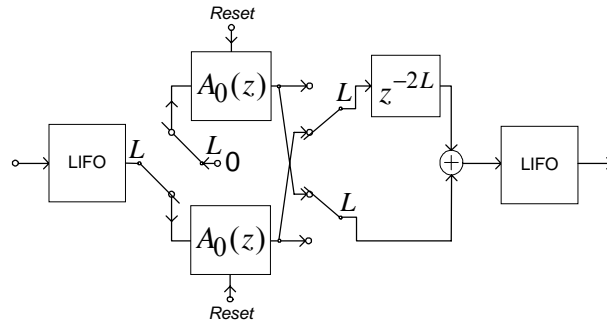 Reset
A₀(z)
L
z⁻²ᴸ
L
L
0
LIFO
LIFO
+
L
A₀(z)
Reset